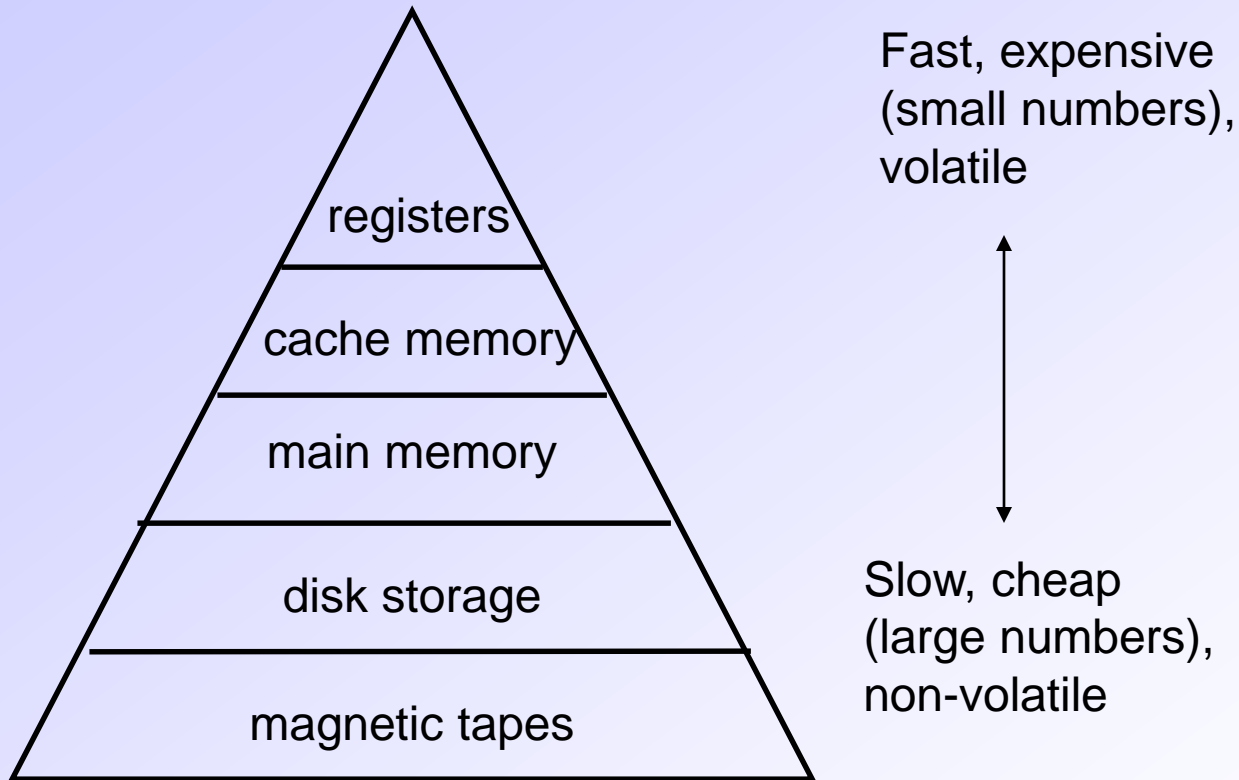 Fast, expensive
(small numbers),
volatile
registers
cache memory
main memory
disk storage
magnetic tapes
Slow, cheap
(large numbers),
non-volatile